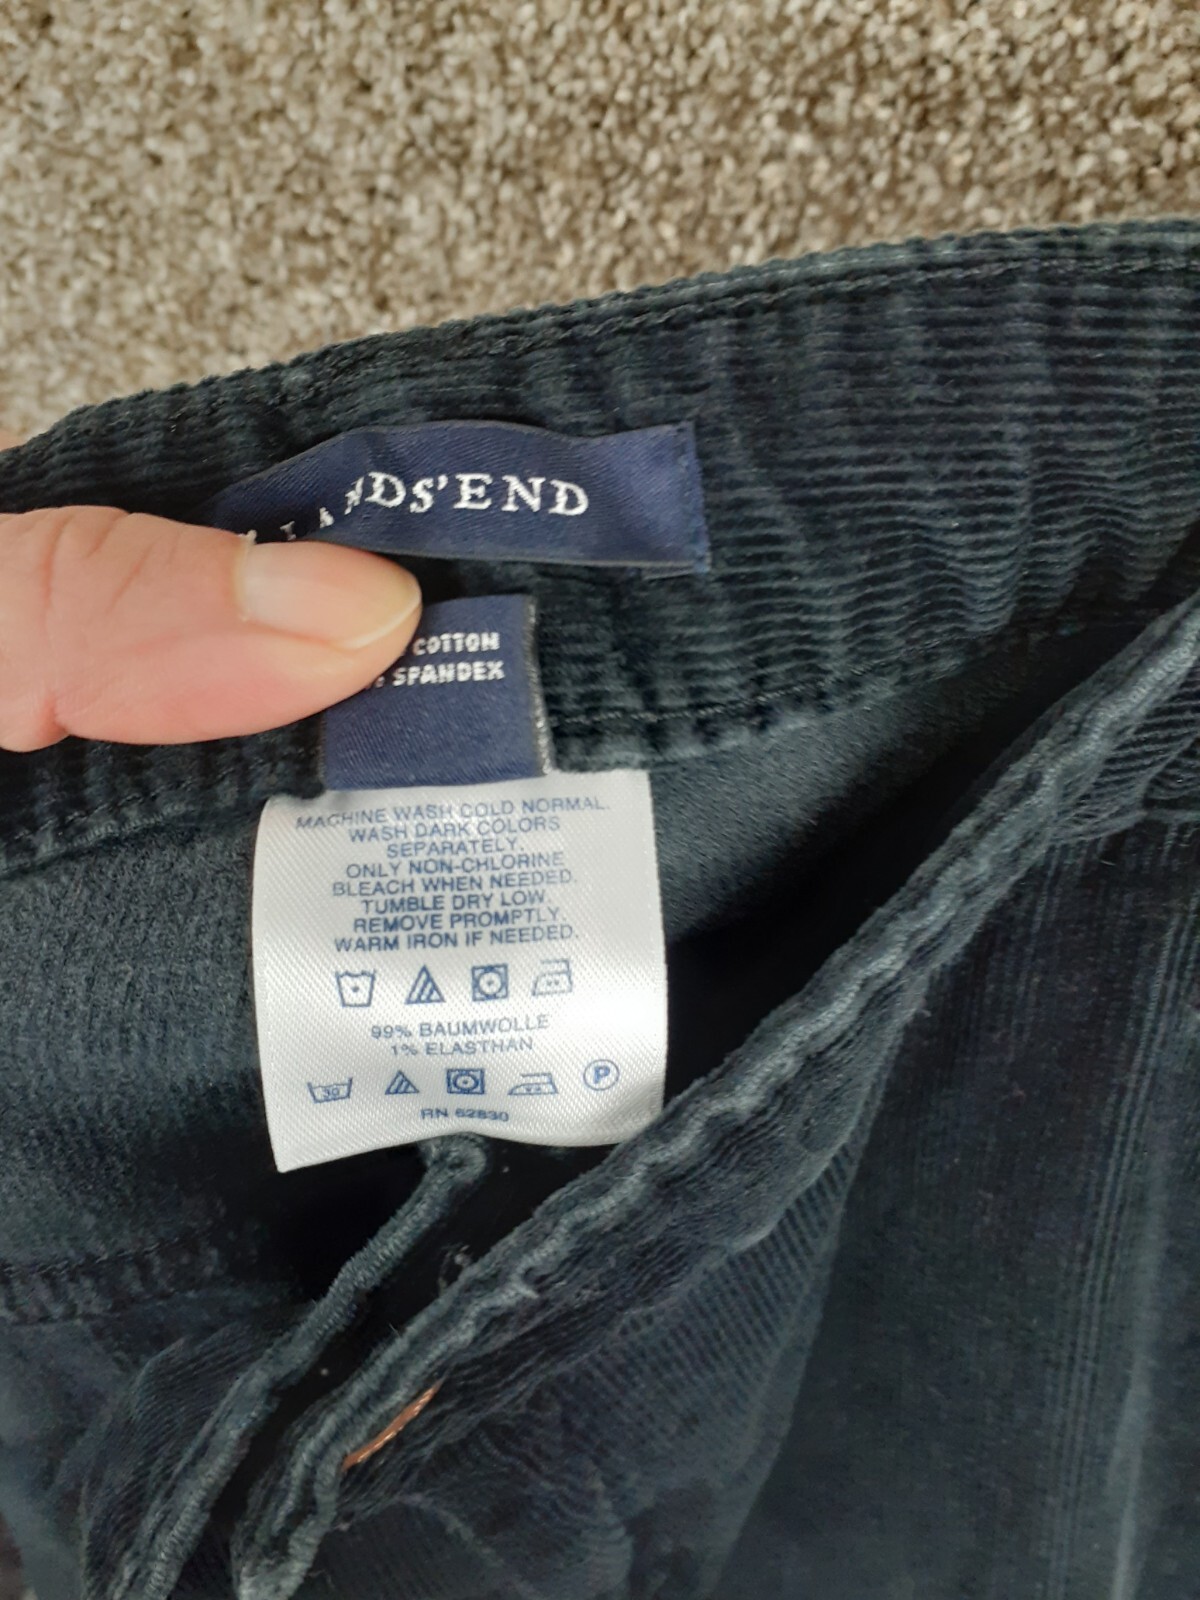 LANDS' END
COTTON
% SPANDEX
MACHINE WASH COLD NORMAL.
WASH DARK COLORS
SEPARATELY.
ONLY NON-CHLORINE
BLEACH WHEN NEEDED.
TUMBLE DRY LOW.
REMOVE PROMPTLY.
WARM IRON IF NEEDED.
99% BAUMWOLLE
1% ELASTHAN
30 P
RN 62830